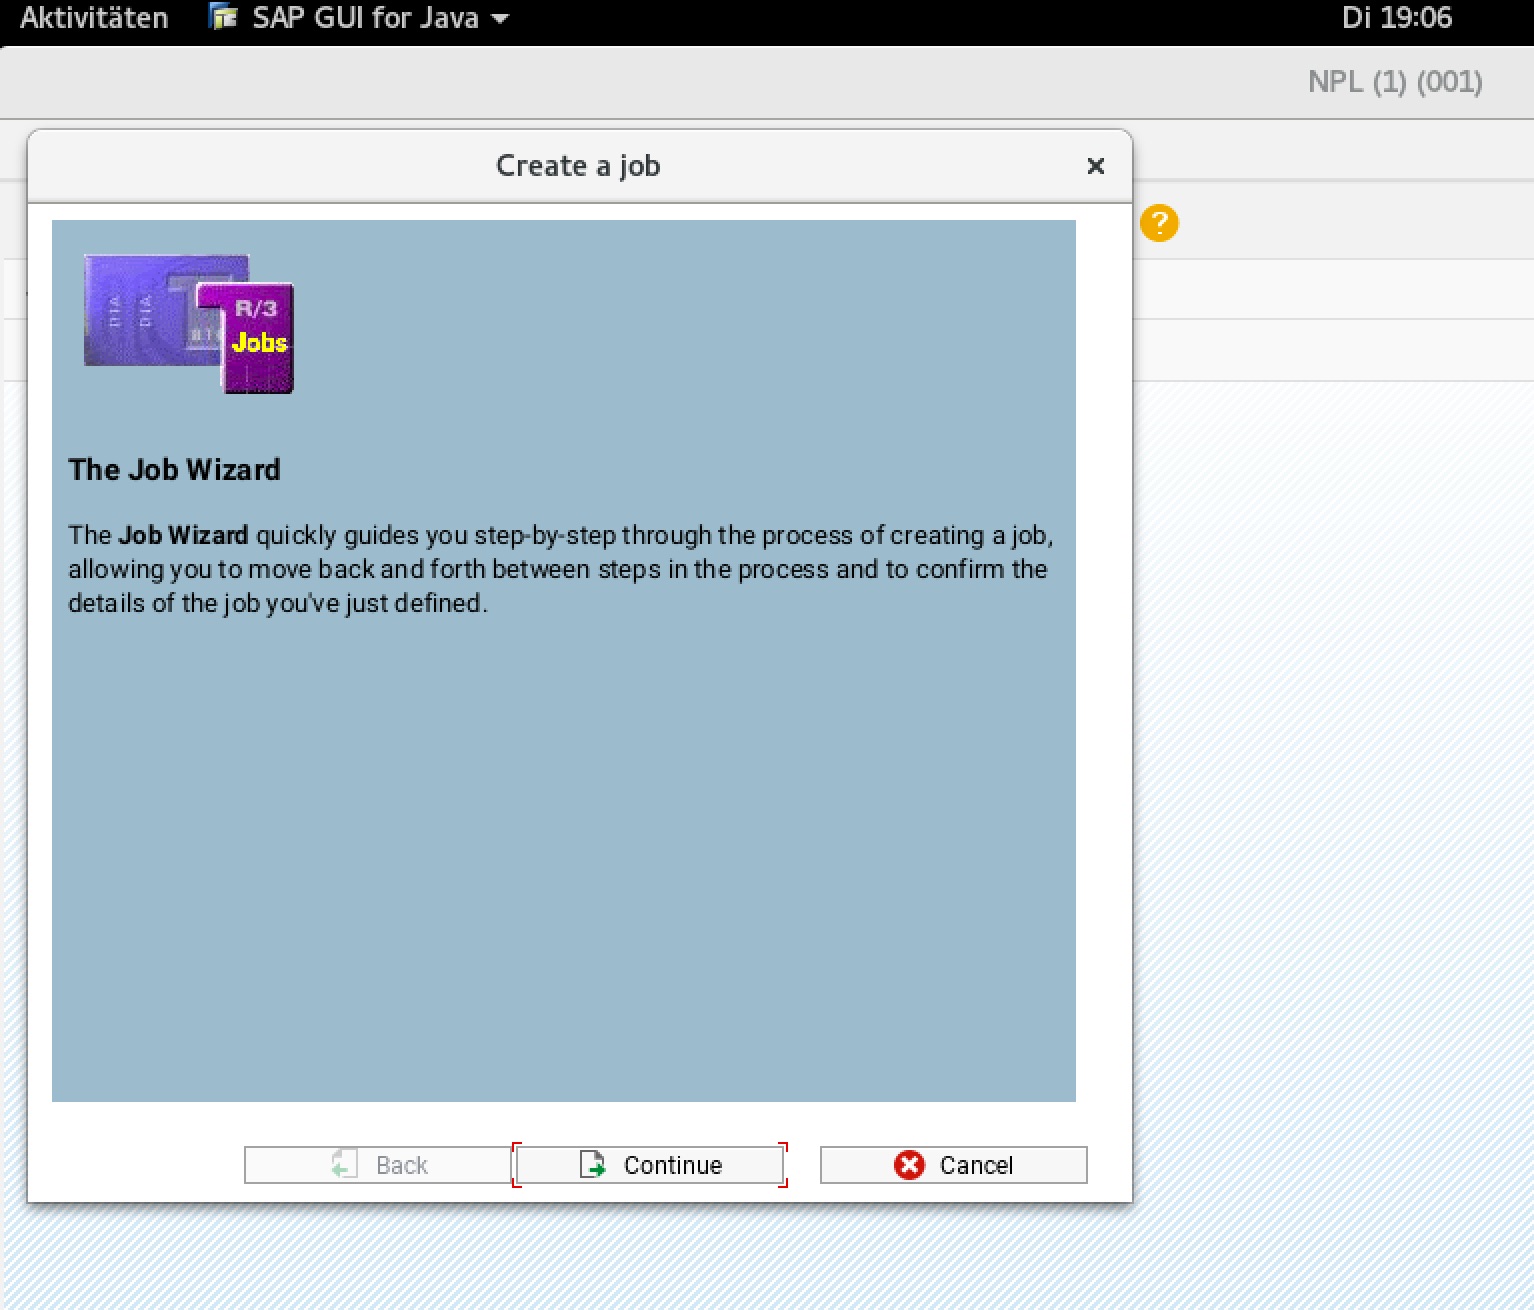 Aktivitäten SAP GUI for Java Di 19:06
NPL (1) (001)
Create a job
?
DIA DIA
R/3
Jobs
The Job Wizard
The Job Wizard quickly guides you step-by-step through the process of creating a job,
allowing you to move back and forth between steps in the process and to confirm the
details of the job you've just defined.
Back Continue Cancel